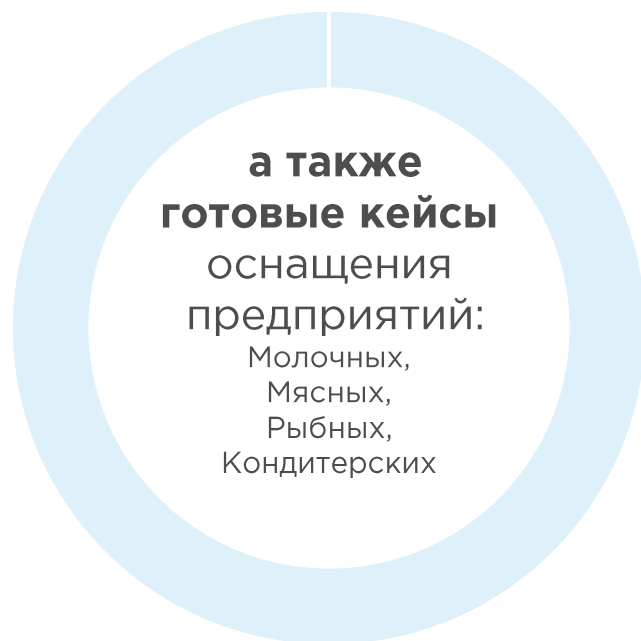 а также
готовые кейсы
оснащения
предприятий:
Молочных,
Мясных,
Рыбных,
Кондитерских